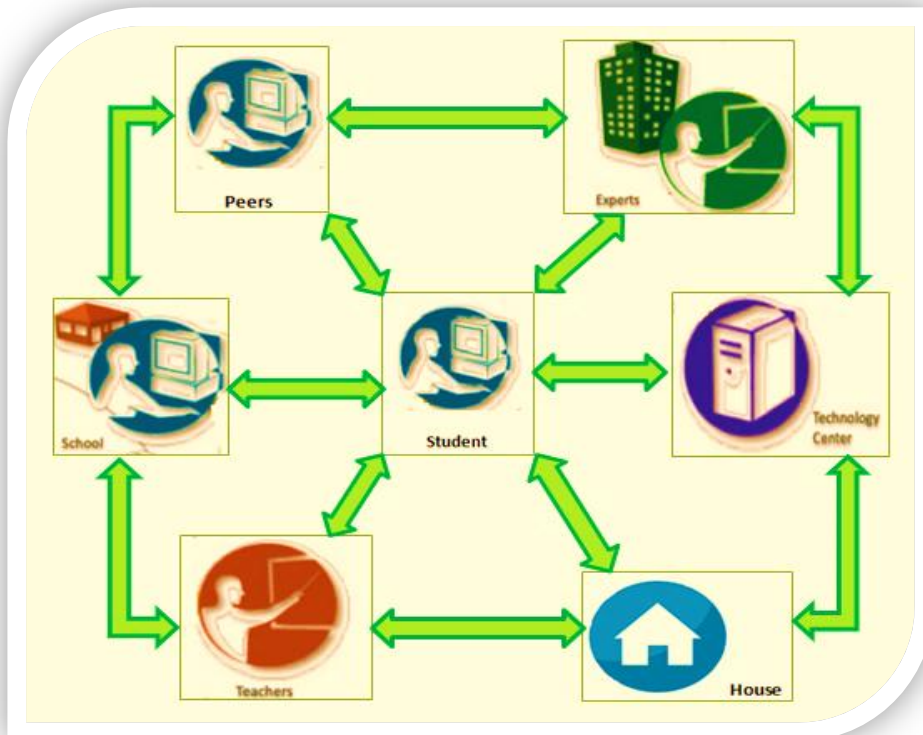 Peers
Experts
School
Student
Technology
Center
Teachers
House